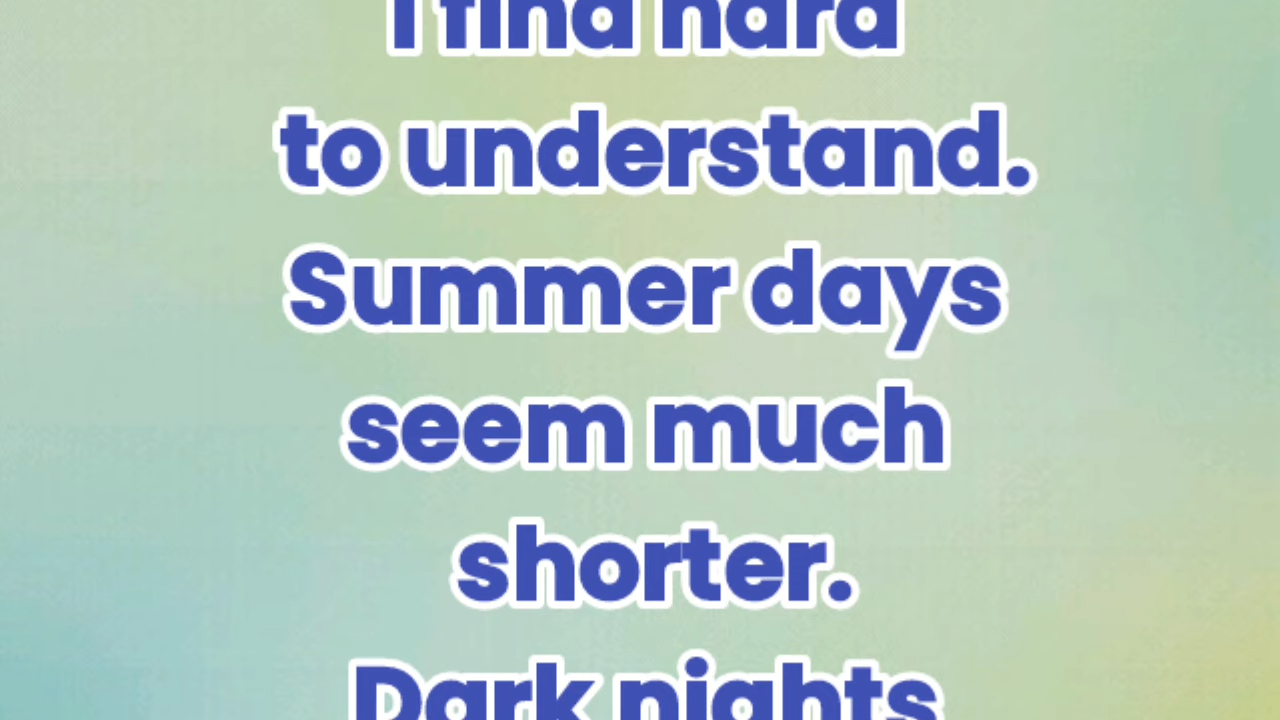 I find hard
to understand.
Summer days
seem much
shorter.
Dark nights